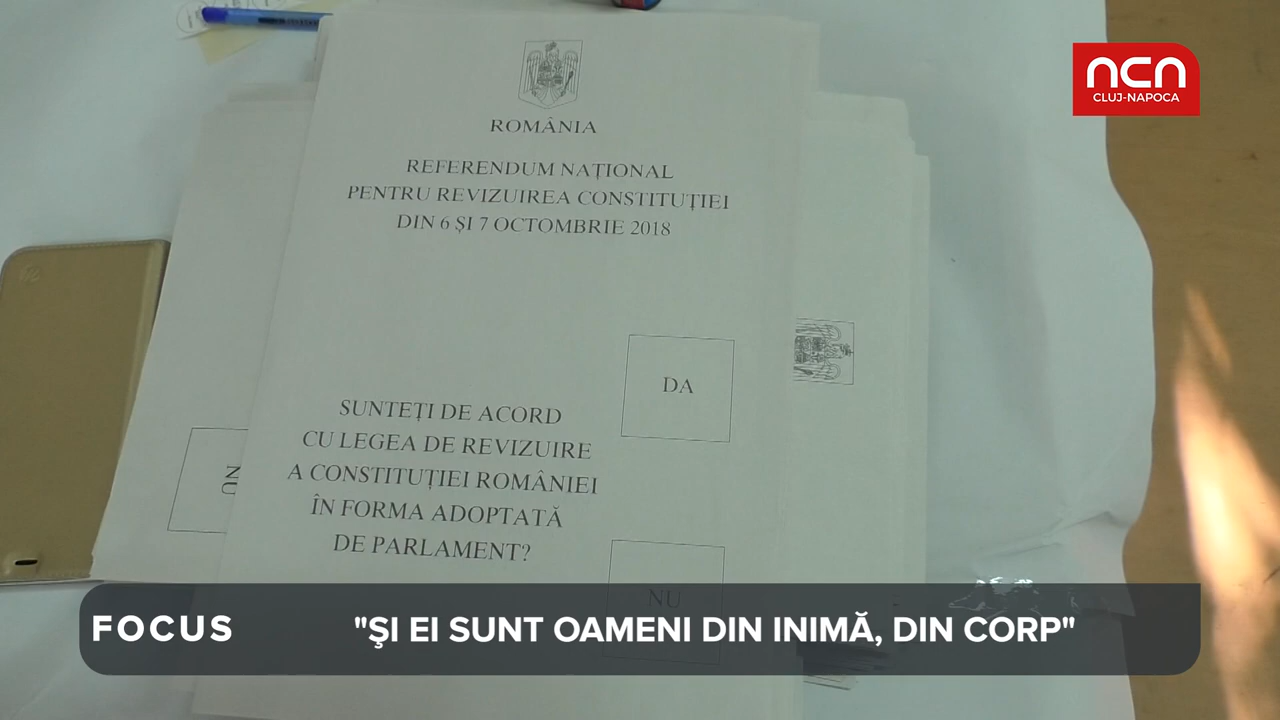 ncn
CLUJ-NAPOCA
ROMÂNIA
REFERENDUM NAȚIONAL
PENTRU REVIZUIREA CONSTITUȚIEI
DIN 6 ȘI 7 OCTOMBRIE 2018
DA
SUNTEȚI DE ACORD
CU LEGEA DE REVIZUIRE
A CONSTITUȚIEI ROMÂNIEI
ÎN FORMA ADOPTATĂ
DE PARLAMENT?
NU
NU
FOCUS
"ŞI EI SUNT OAMENI DIN INIMĂ, DIN CORP"